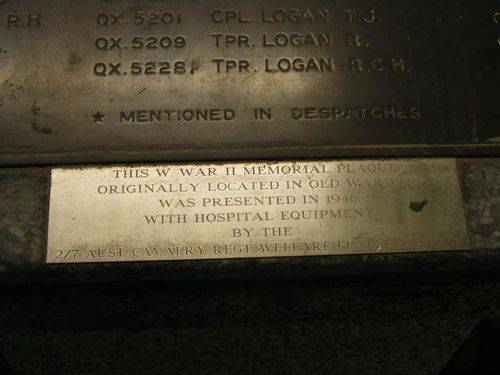 R.H. QX.5201 CPL. LOGAN T.J.
QX.5209 TPR. LOGAN R.
QX.5228 TPR. LOGAN R.C.H.
★ MENTIONED IN DESPATCHES
THIS W. WAR II MEMORIAL PLAQUE
ORIGINALLY LOCATED IN OLD WARD
WAS PRESENTED IN 1946
WITH HOSPITAL EQUIPMENT
BY THE
2/7 AUST CAVALRY REGT WELFARE FUND